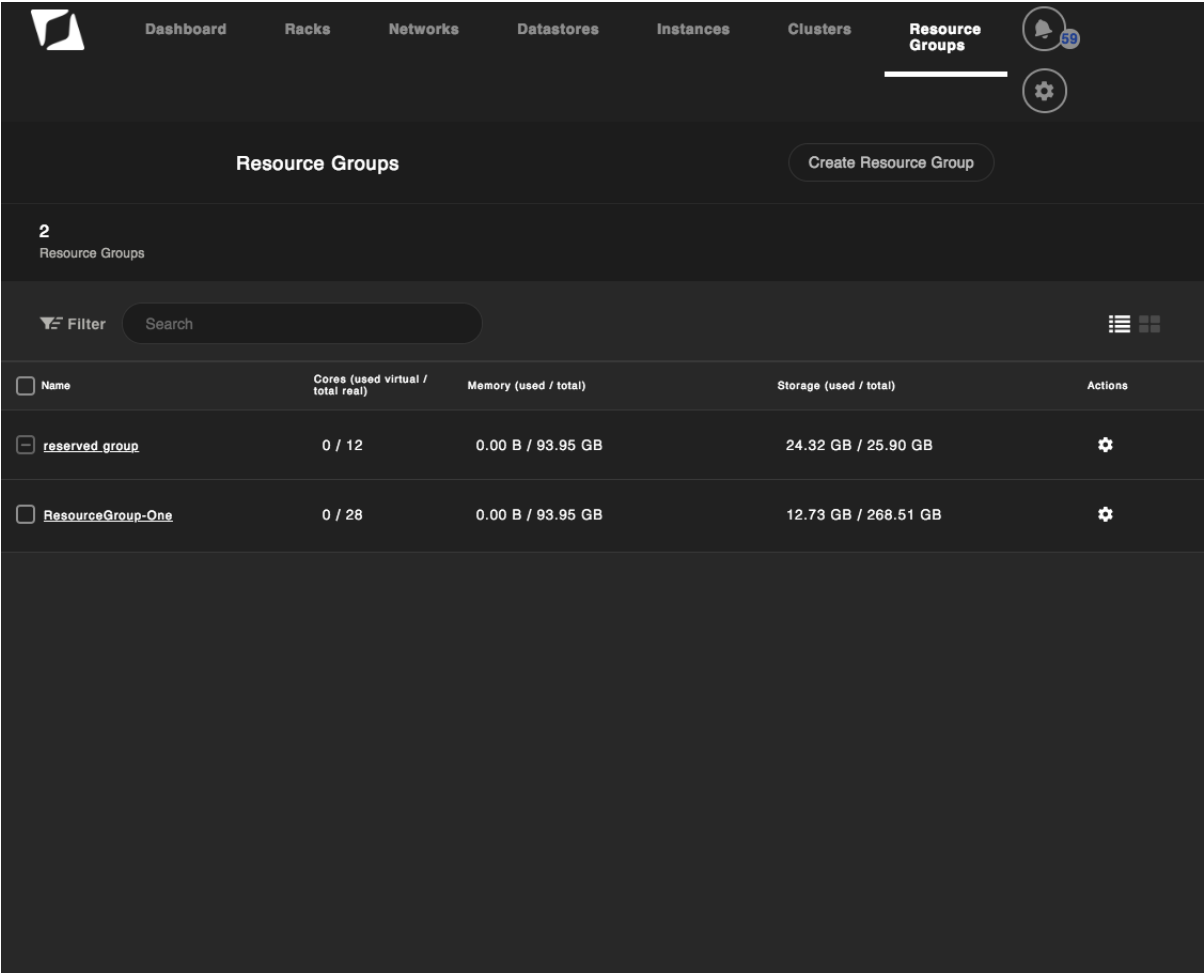 Dashboard
Racks
Networks
Datastores
Instances
Clusters
Resource
Groups
59
Resource Groups
Create Resource Group
2
Resource Groups
Filter
Search
Name
Cores (used virtual /
total real)
Memory (used / total)
Storage (used / total)
Actions
reserved group
0 / 12
0.00 B / 93.95 GB
24.32 GB / 25.90 GB
ResourceGroup-One
0 / 28
0.00 B / 93.95 GB
12.73 GB / 268.51 GB